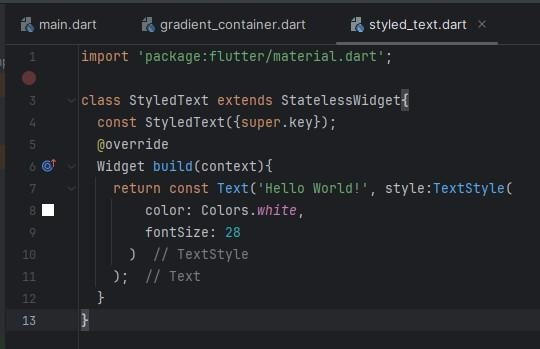 main.dart gradient_container.dart styled_text.dart
1 import 'package:flutter/material.dart';
3 class StyledText extends StatelessWidget{
4 const StyledText({super.key});
5 @override
6 Widget build(context){
7 return const Text('Hello World!', style:TextStyle(
8 color: Colors.white,
9 fontSize: 28
10 ) // TextStyle
11 ); // Text
12 }
13 }